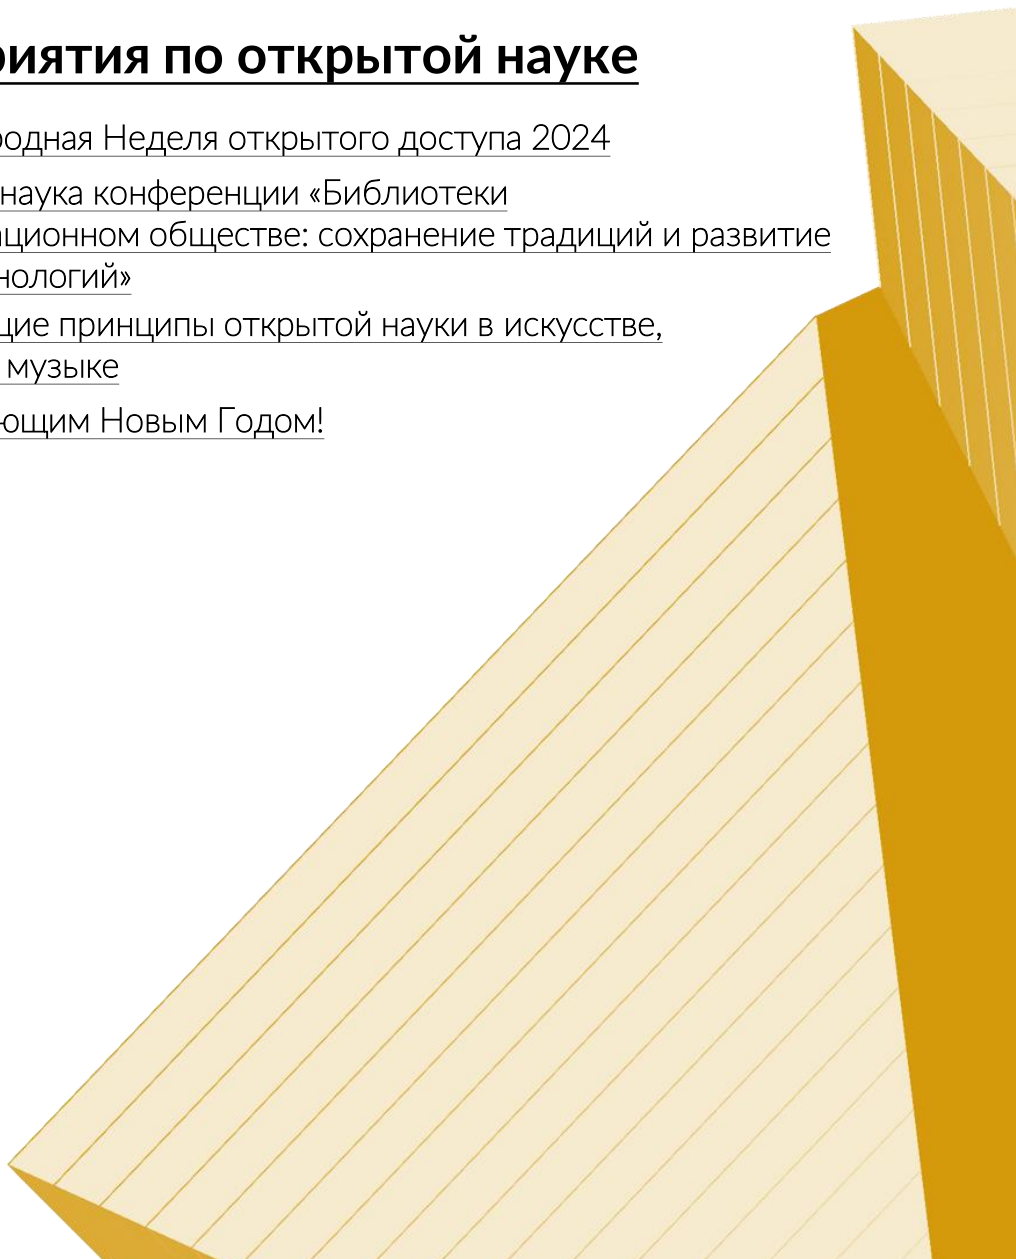 риятия по открытой науке
родная Неделя открытого доступа 2024
наука конференции «Библиотеки
ационном обществе: сохранение традиций и развитие
нологий»
щие принципы открытой науки в искусстве,
музыке
ющим Новым Годом!